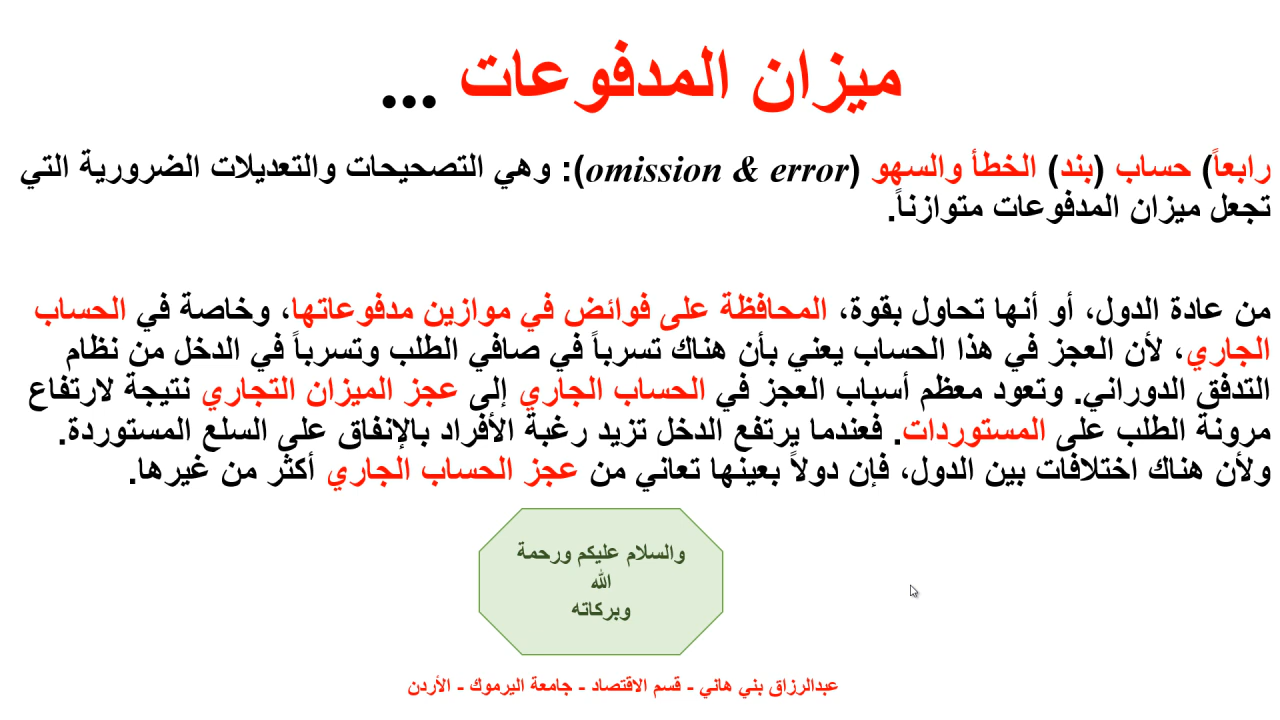 ميزان المدفوعات ...
رابعاً) حساب (بند) الخطأ والسهو (omission & error): وهي التصحيحات والتعديلات الضرورية التي
تجعل ميزان المدفوعات متوازناً.
من عادة الدول، أو أنها تحاول بقوة، المحافظة على فوائض في موازين مدفوعاتها، وخاصة في الحساب
الجاري، لأن العجز في هذا الحساب يعني بأن هناك تسرباً في صافي الطلب وتسرباً في الدخل من نظام
التدفق الدوراني. وتعود معظم أسباب العجز في الحساب الجاري إلى عجز الميزان التجاري نتيجة لارتفاع
مرونة الطلب على المستوردات. فعندما يرتفع الدخل تزيد رغبة الأفراد بالإنفاق على السلع المستوردة.
ولأن هناك اختلافات بين الدول، فإن دولاً بعينها تعاني من عجز الحساب الجاري أكثر من غيرها.
والسلام عليكم ورحمة
الله
وبركاته
عبدالرزاق بني هاني - قسم الاقتصاد - جامعة اليرموك - الأردن